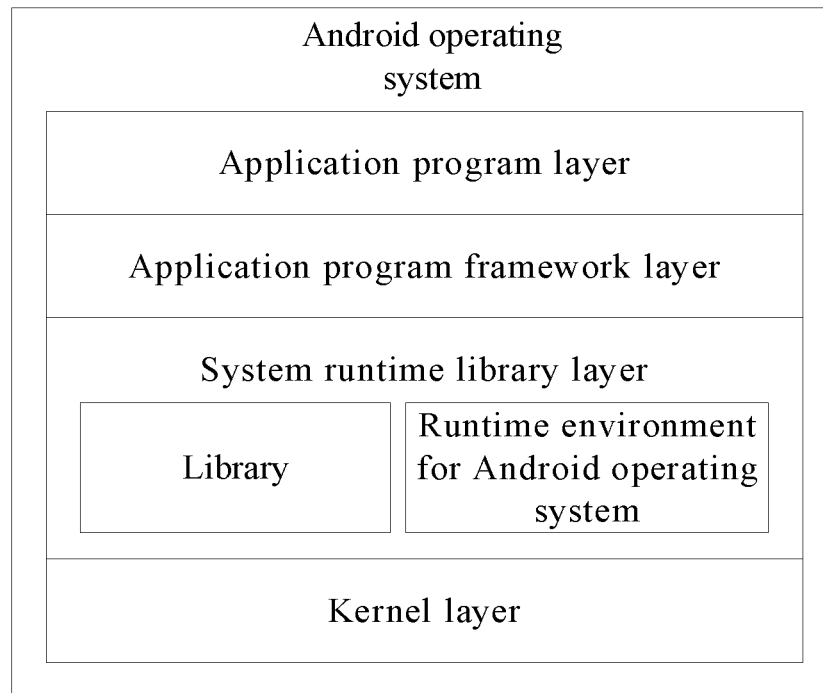 Android operating
system
Application program layer
Application program framework layer
System runtime library layer
Library
Runtime environment
for Android operating
system
Kernel layer